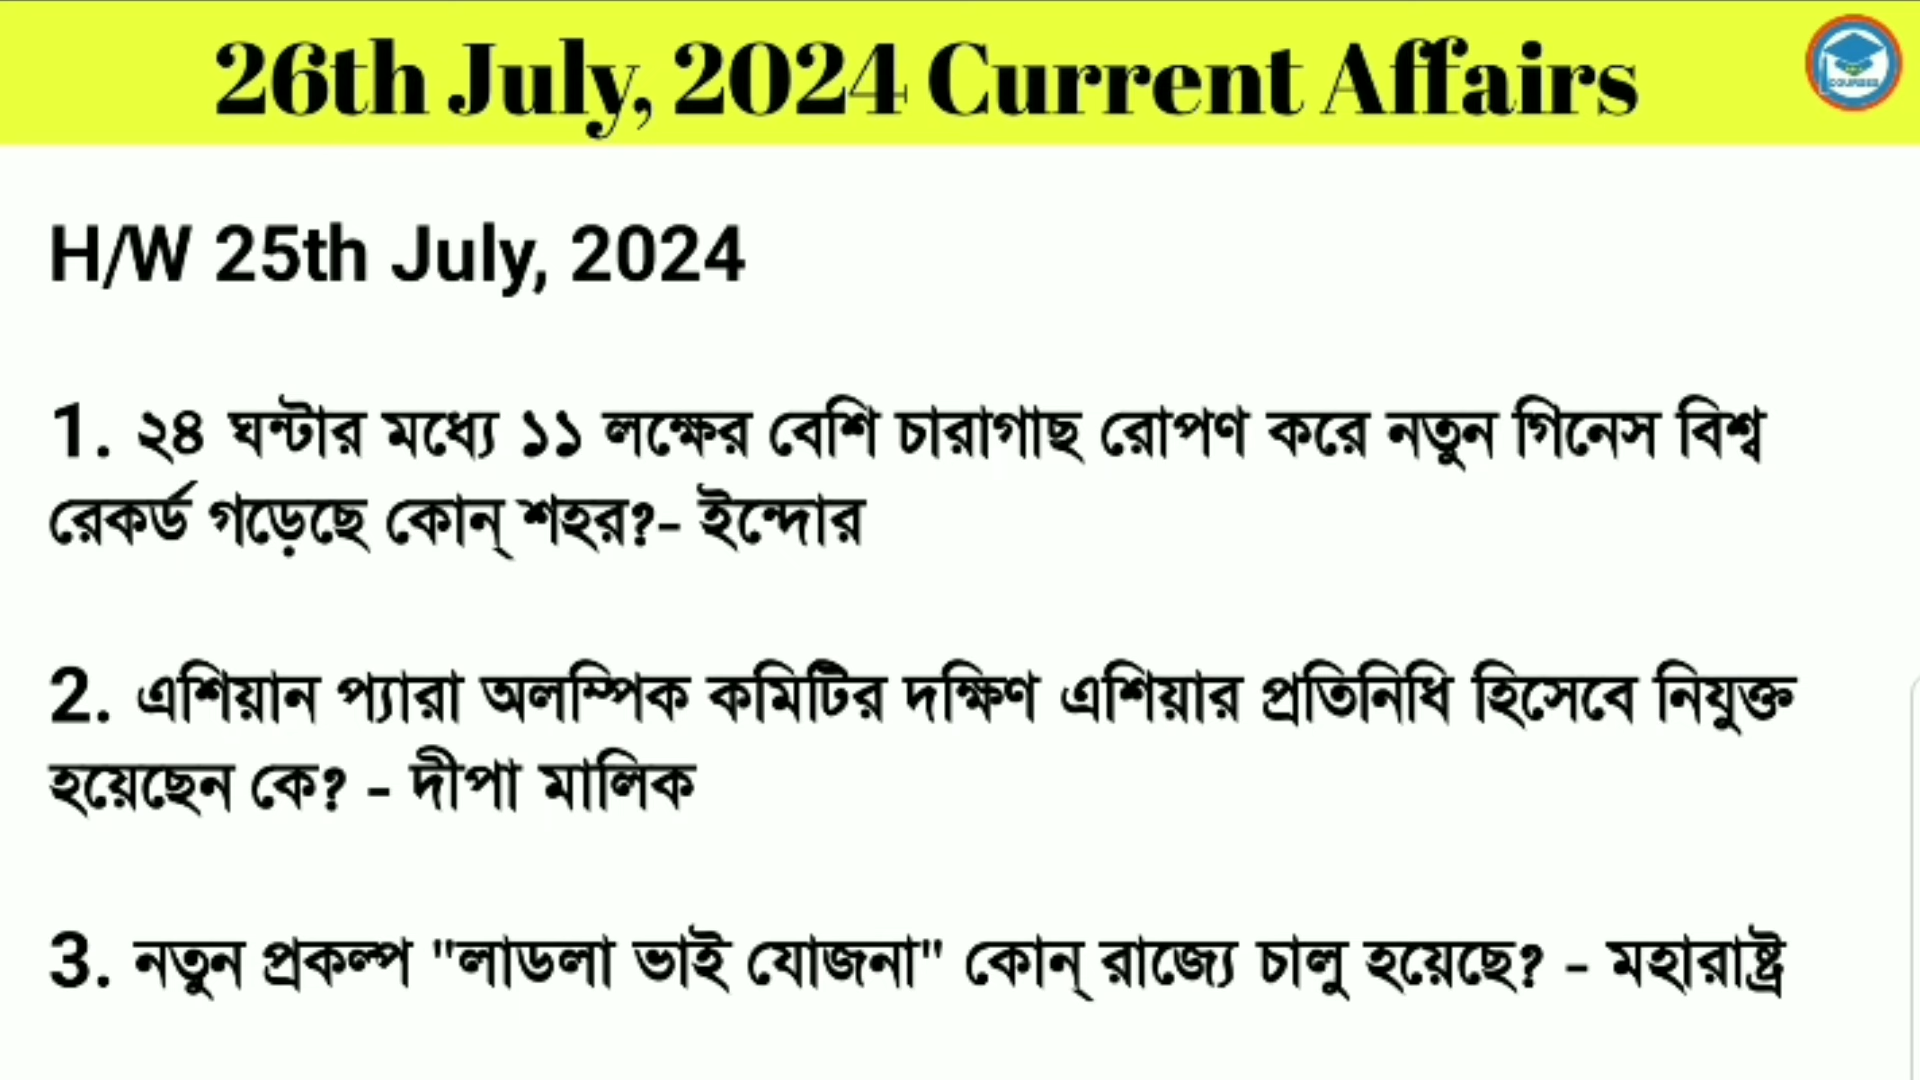 26th July, 2024 Current Affairs
COURSES
H/W 25th July, 2024
1. ২৪ ঘন্টার মধ্যে ১১ লক্ষের বেশি চারাগাছ রোপণ করে নতুন গিনেস বিশ্ব
রেকর্ড গড়েছে কোন্ শহর?- ইন্দোর
2. এশিয়ান প্যারা অলম্পিক কমিটির দক্ষিণ এশিয়ার প্রতিনিধি হিসেবে নিযুক্ত
হয়েছেন কে? - দীপা মালিক
3. নতুন প্রকল্প "লাডলা ভাই যোজনা" কোন্ রাজ্যে চালু হয়েছে? - মহারাষ্ট্র